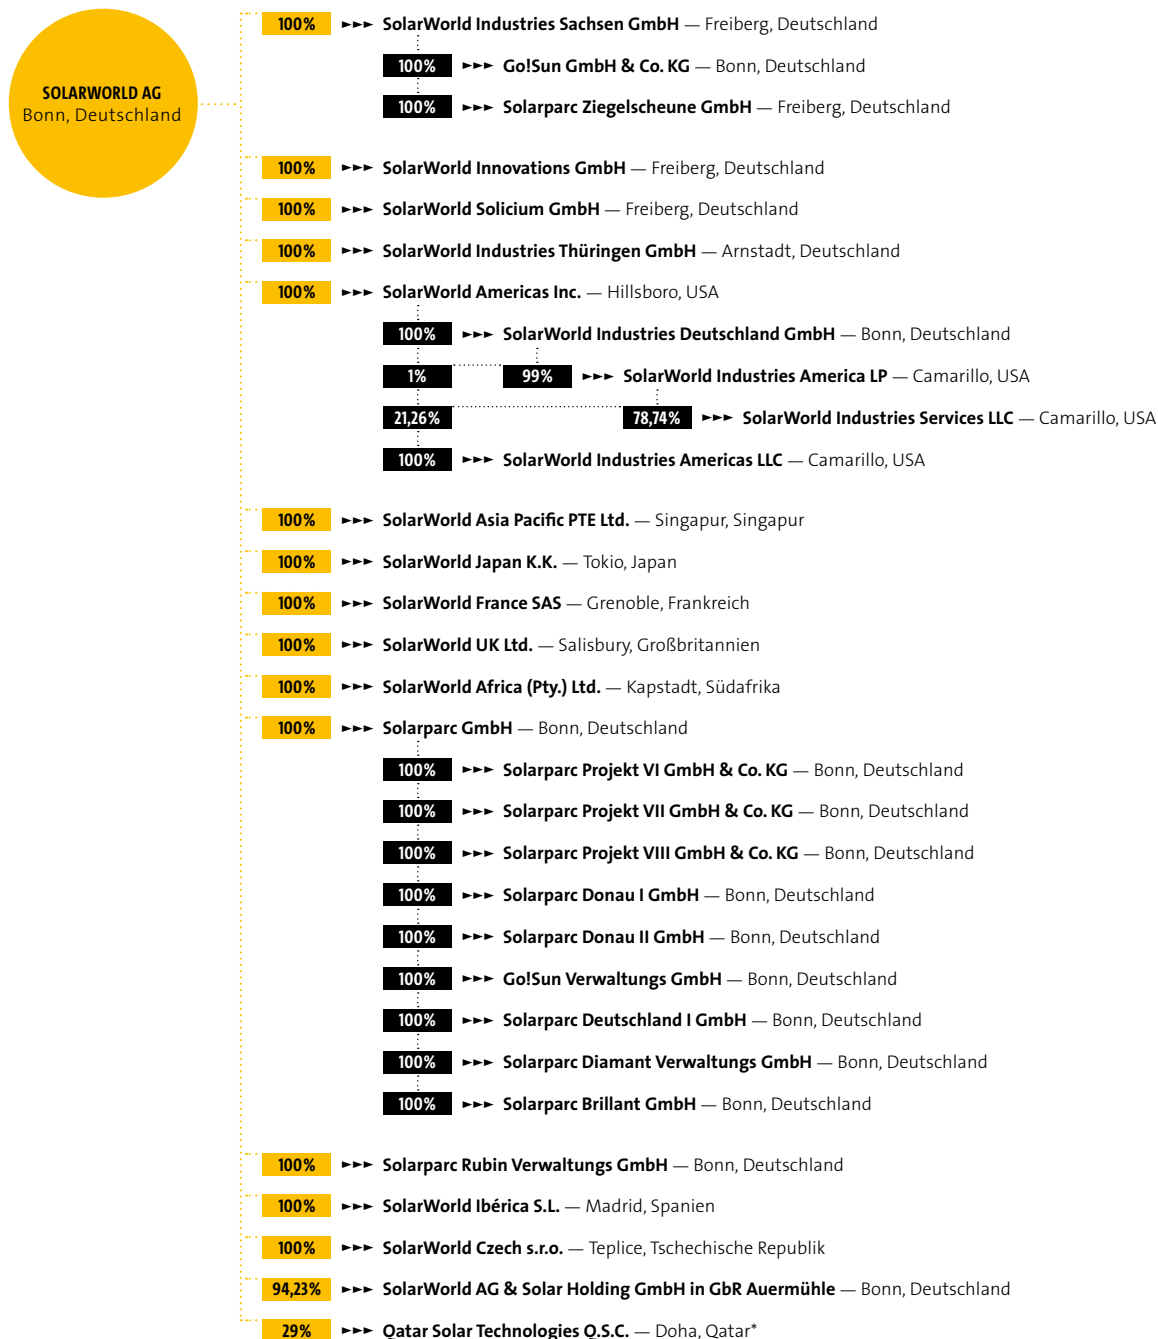 SOLARWORLD AG
Bonn, Deutschland
100% ►►► SolarWorld Industries Sachsen GmbH — Freiberg, Deutschland
100% ►►► Go!Sun GmbH & Co. KG — Bonn, Deutschland
100% ►►► Solarparc Ziegelscheune GmbH — Freiberg, Deutschland
100% ►►► SolarWorld Innovations GmbH — Freiberg, Deutschland
100% ►►► SolarWorld Solicium GmbH — Freiberg, Deutschland
100% ►►► SolarWorld Industries Thüringen GmbH — Arnstadt, Deutschland
100% ►►► SolarWorld Americas Inc. — Hillsboro, USA
100% ►►► SolarWorld Industries Deutschland GmbH — Bonn, Deutschland
1% 99% ►►► SolarWorld Industries America LP — Camarillo, USA
21,26% 78,74% ►►► SolarWorld Industries Services LLC — Camarillo, USA
100% ►►► SolarWorld Industries Americas LLC — Camarillo, USA
100% ►►► SolarWorld Asia Pacific PTE Ltd. — Singapur, Singapur
100% ►►► SolarWorld Japan K.K. — Tokio, Japan
100% ►►► SolarWorld France SAS — Grenoble, Frankreich
100% ►►► SolarWorld UK Ltd. — Salisbury, Großbritannien
100% ►►► SolarWorld Africa (Pty.) Ltd. — Kapstadt, Südafrika
100% ►►► Solarparc GmbH — Bonn, Deutschland
100% ►►► Solarparc Projekt VI GmbH & Co. KG — Bonn, Deutschland
100% ►►► Solarparc Projekt VII GmbH & Co. KG — Bonn, Deutschland
100% ►►► Solarparc Projekt VIII GmbH & Co. KG — Bonn, Deutschland
100% ►►► Solarparc Donau I GmbH — Bonn, Deutschland
100% ►►► Solarparc Donau II GmbH — Bonn, Deutschland
100% ►►► Go!Sun Verwaltungs GmbH — Bonn, Deutschland
100% ►►► Solarparc Deutschland I GmbH — Bonn, Deutschland
100% ►►► Solarparc Diamant Verwaltungs GmbH — Bonn, Deutschland
100% ►►► Solarparc Brillant GmbH — Bonn, Deutschland
100% ►►► Solarparc Rubin Verwaltungs GmbH — Bonn, Deutschland
100% ►►► SolarWorld Ibérica S.L. — Madrid, Spanien
100% ►►► SolarWorld Czech s.r.o. — Teplice, Tschechische Republik
94,23% ►►► SolarWorld AG & Solar Holding GmbH in GbR Auermühle — Bonn, Deutschland
29% ►►► Qatar Solar Technologies Q.S.C. — Doha, Qatar*